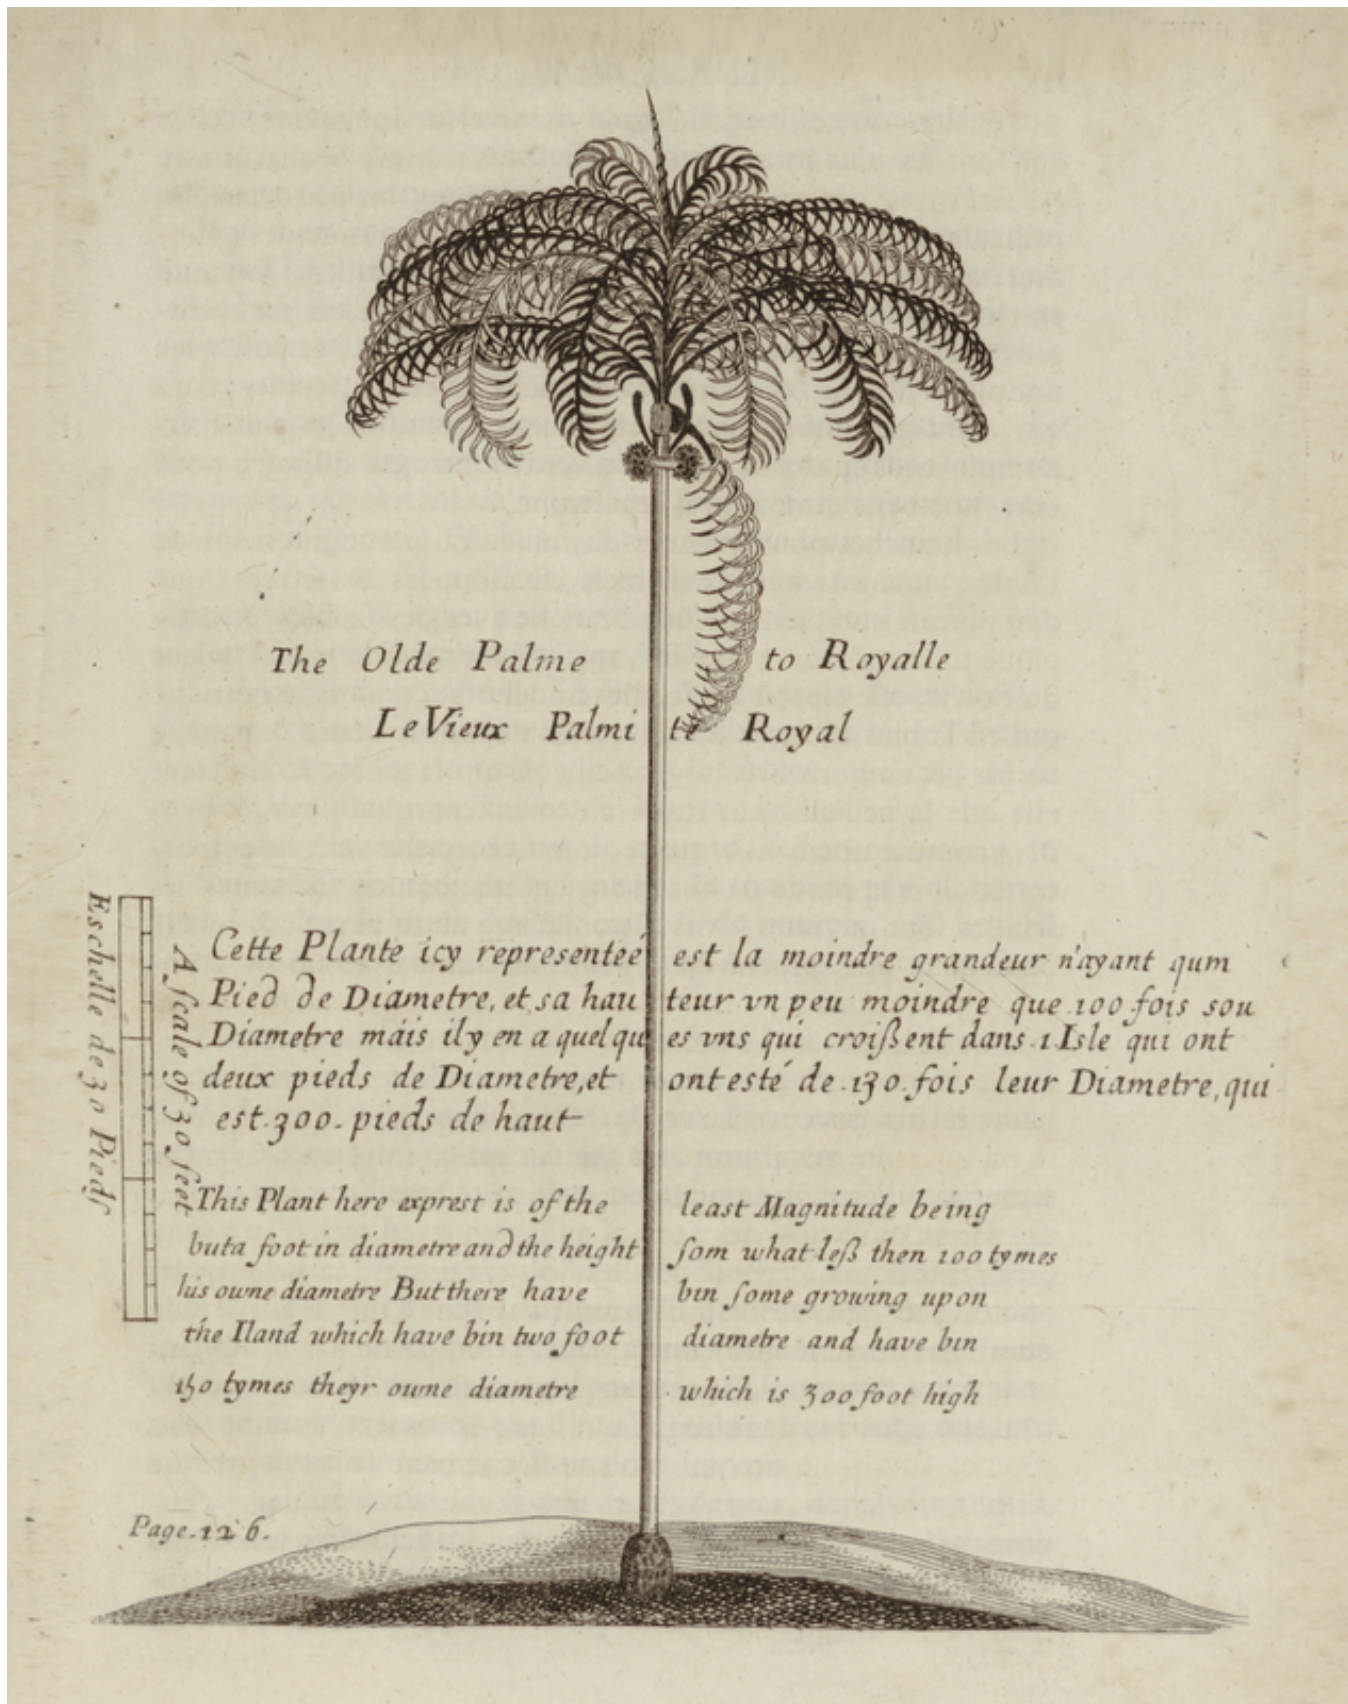 The Olde Palme to Royalle
Le Vieux Palmi te Royal
Eschelle de 30 Pieds
A ſcale of 30 ſeet
Cette Plante icy representeé est la moindre grandeur n'ayant qum
Pied de Diametre, et sa hau teur vn peu moindre que 100 fois sou
Diametre mais il y en a quelqu es vns qui croiſsent dans .1 Isle qui ont
deux pieds de Diametre, et ont esté de .130. fois leur Diametre, qui
est .300. pieds de haut
This Plant here exprest is of the least Magnitude being
but a foot in diametre and the height ſom what leſs then 100 tymes
his owne diametre But there have bin ſome growing upon
the Iland which have bin two foot diametre and have bin
150 tymes theyr owne diametre which is 300 foot high
Page. 126.